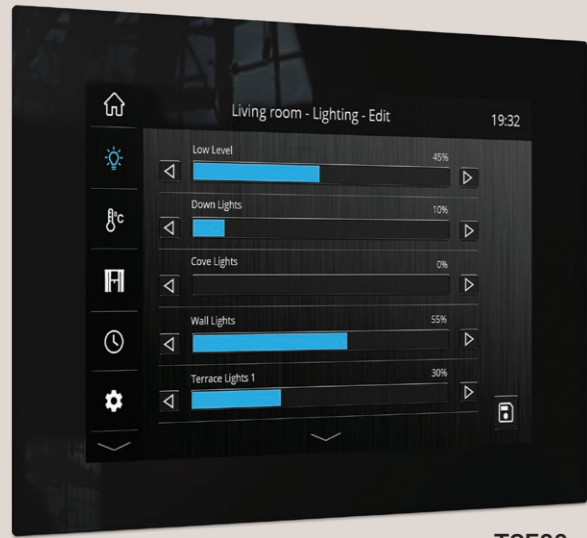 Living room - Lighting - Edit
19:32
Low Level
45%
Down Lights
10%
°C
Cove Lights
0%
Wall Lights
55%
Terrace Lights 1
30%